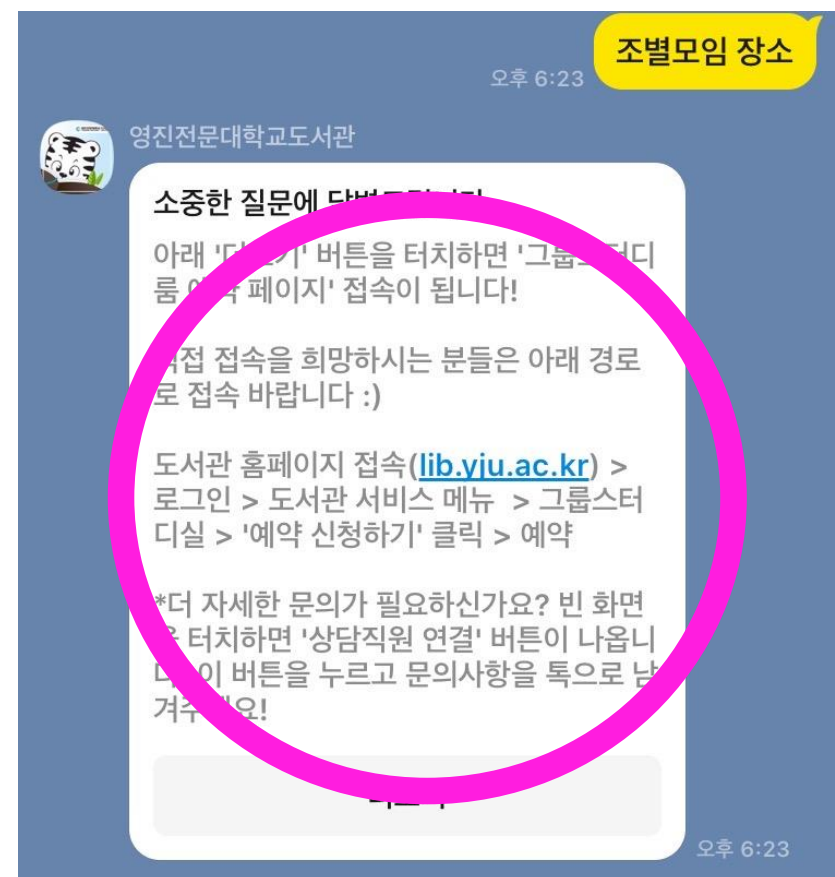 조별모임 장소
오후 6:23
영진전문대학교도서관
소중한 질문에
아래 버튼을 터치하면
룸 페이지' 접속이 됩니다!
접속을 희망하시는 분들은 아래 경로
로 접속 바랍니다 :)
도서관 홈페이지 접속(lib.yju.ac.kr) >
로그인 > 도서관 서비스 메뉴 > 그룹스터
디실 > '예약 신청하기' 클릭 > 예약
*더 자세한 문의가 필요하신가요? 빈 화면
터치하면 '상담직원 연결' 버튼이 나옵니
이 버튼을 누르고 문의사항을 톡으로 남
오후 6:23